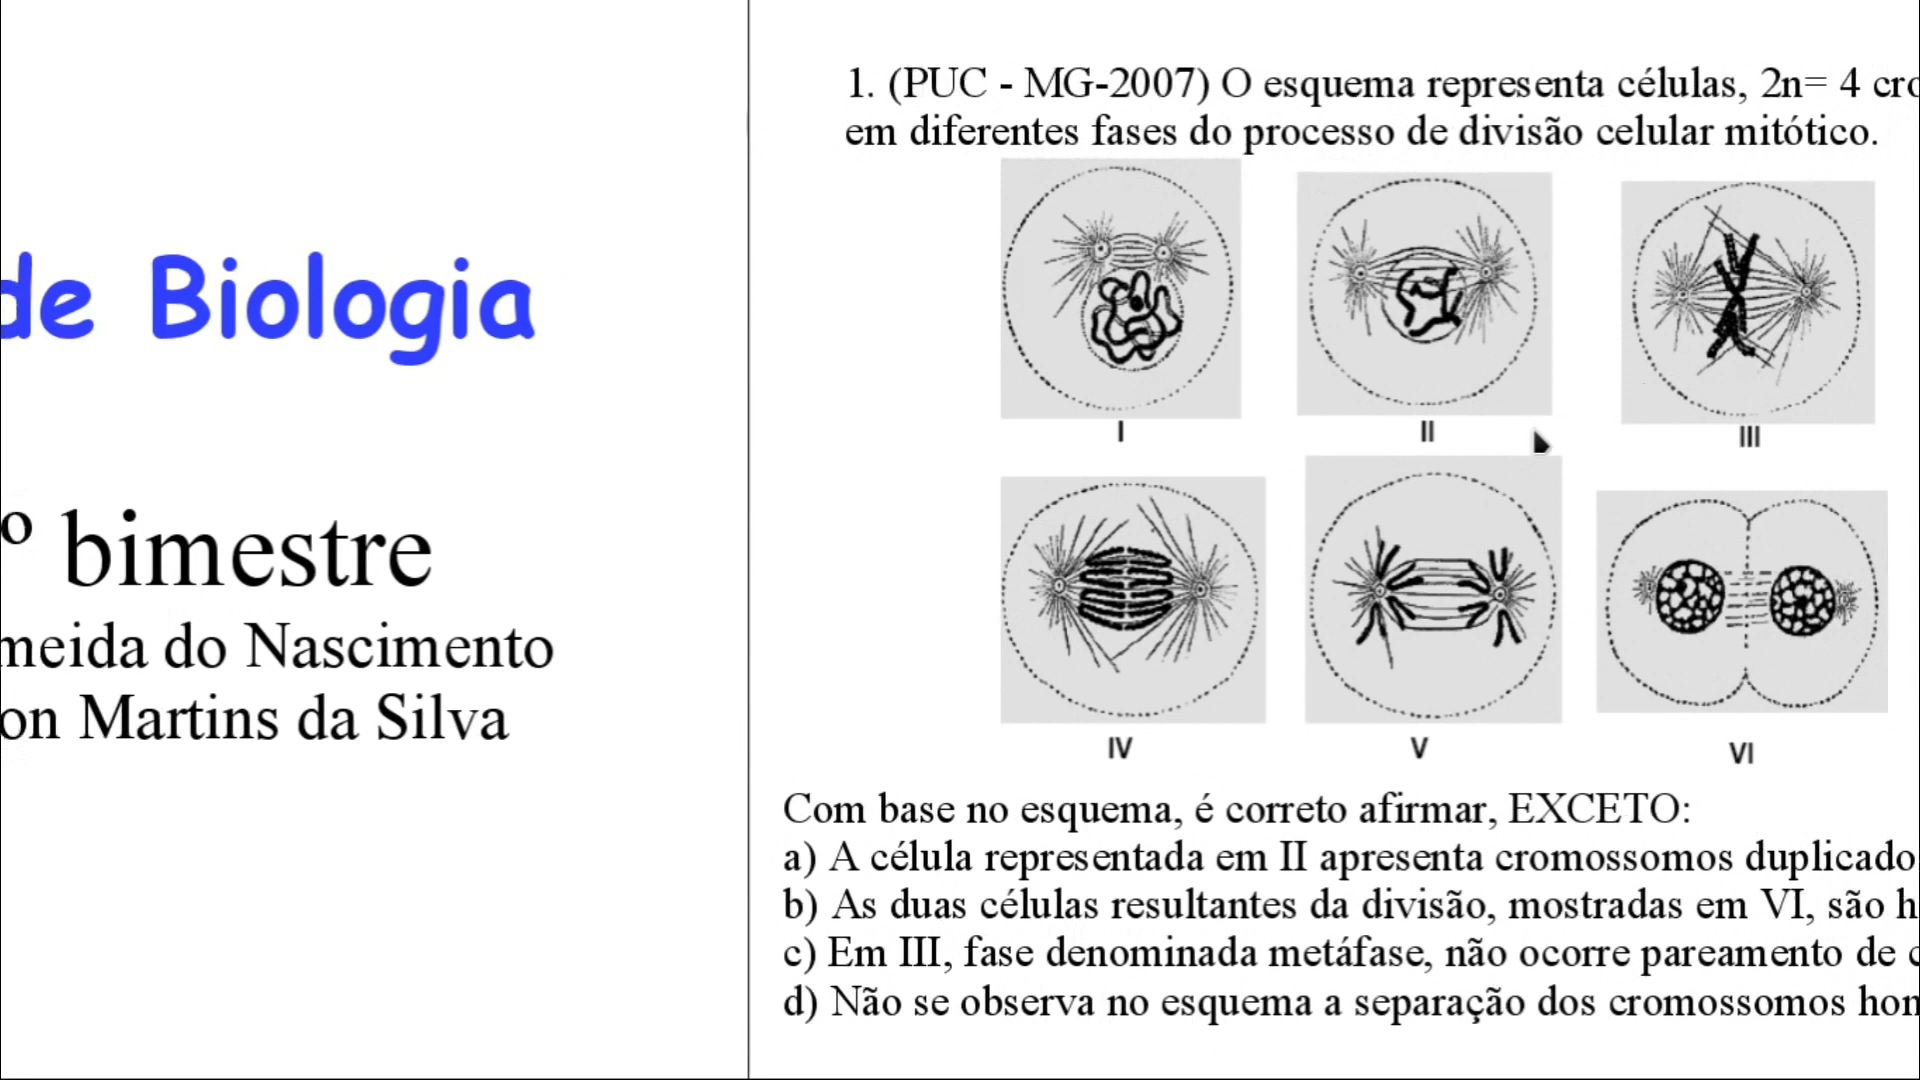 de Biologia
º bimestre
meida do Nascimento
on Martins da Silva
1. (PUC - MG-2007) O esquema representa células, 2n= 4 cro
em diferentes fases do processo de divisão celular mitótico.
I II III
IV V VI
Com base no esquema, é correto afirmar, EXCETO:
a) A célula representada em II apresenta cromossomos duplicado
b) As duas células resultantes da divisão, mostradas em VI, são h
c) Em III, fase denominada metáfase, não ocorre pareamento de c
d) Não se observa no esquema a separação dos cromossomos hom